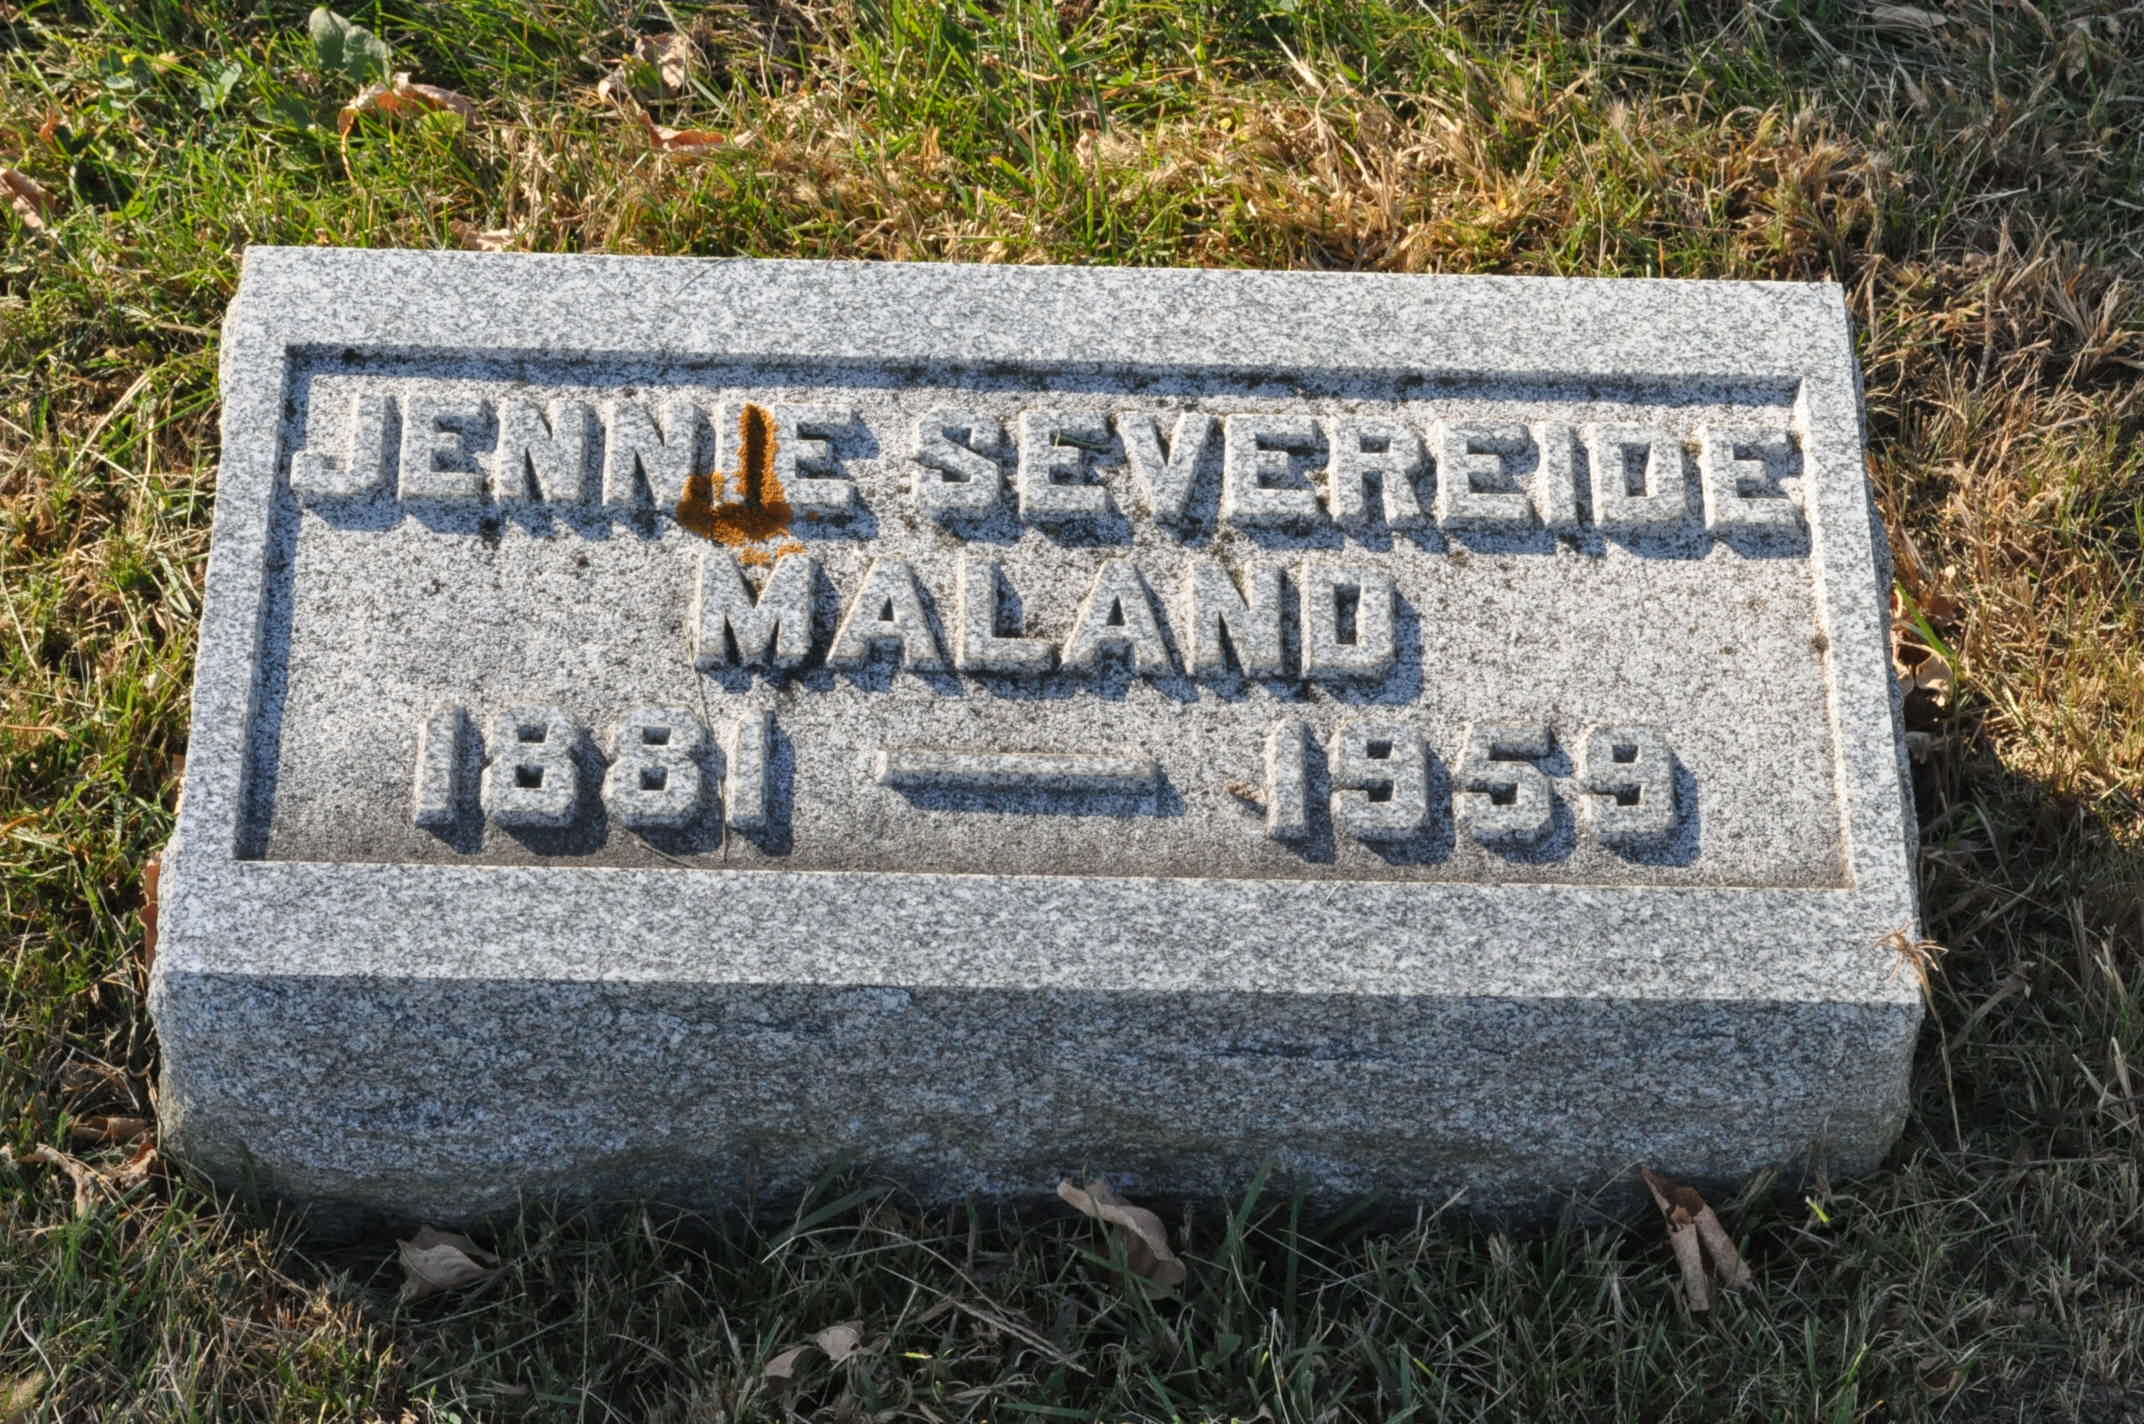 JENNIE SEVEREIDE
MALAND
1881 — 1959